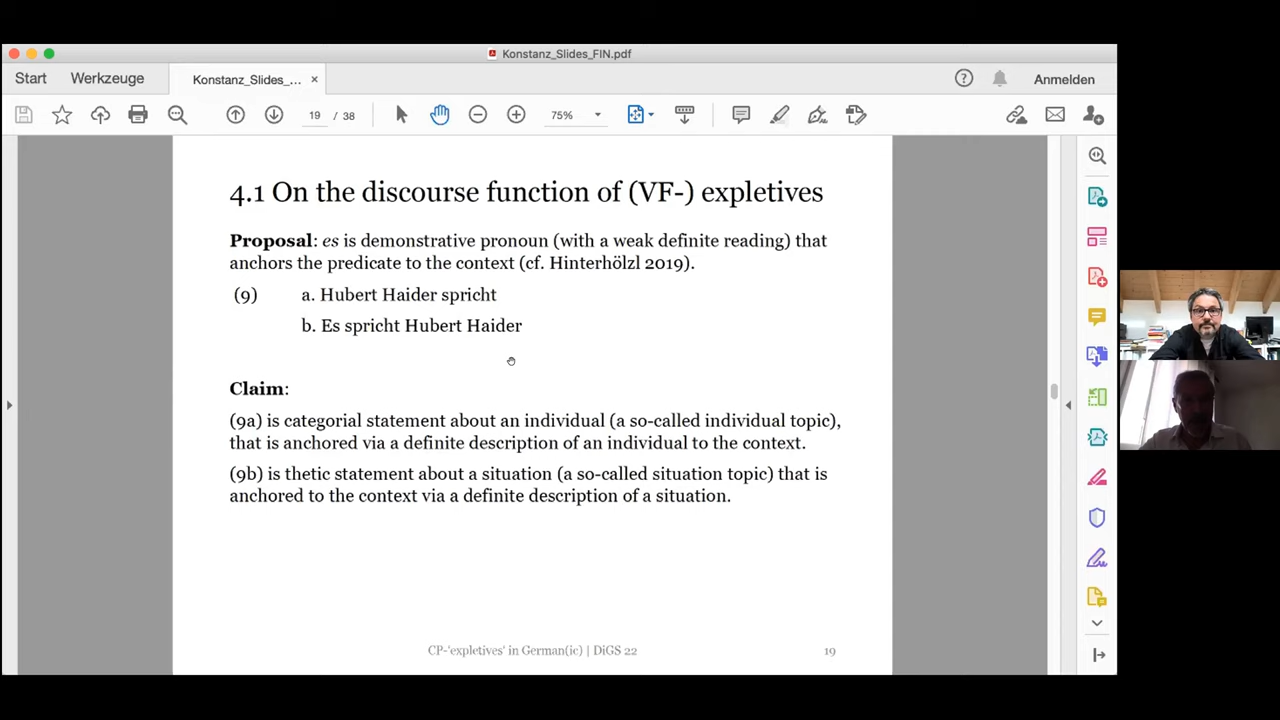 Konstanz_Slides_FIN.pdf
Start
Werkzeuge
Konstanz_Slides_...
Anmelden
19 / 38
75%
4.1 On the discourse function of (VF-) expletives
Proposal: es is demonstrative pronoun (with a weak definite reading) that
anchors the predicate to the context (cf. Hinterhölzl 2019).
(9) a. Hubert Haider spricht
b. Es spricht Hubert Haider
Claim:
(9a) is categorial statement about an individual (a so-called individual topic),
that is anchored via a definite description of an individual to the context.
(9b) is thetic statement about a situation (a so-called situation topic) that is
anchored to the context via a definite description of a situation.
CP-'expletives' in German(ic) | DiGS 22
19